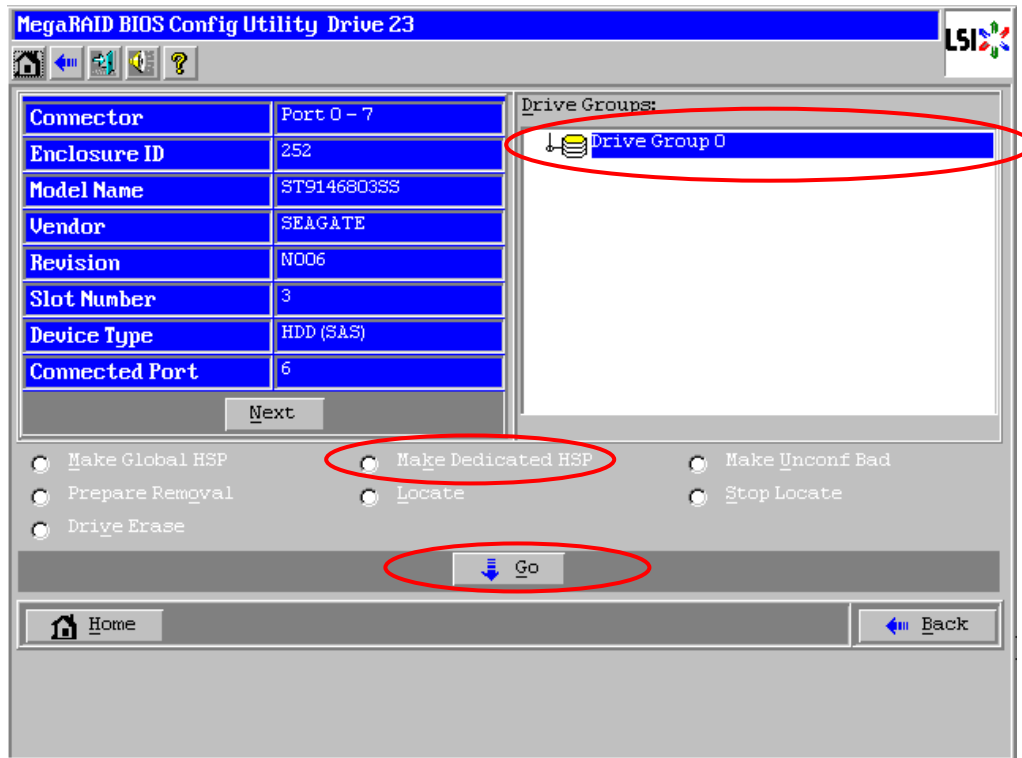 MegaRAID BIOS Config Utility Drive 23
LSI
Connector Port 0 - 7
Enclosure ID 252
Model Name ST9146803SS
Vendor SEAGATE
Revision N006
Slot Number 3
Device Type HDD (SAS)
Connected Port 6
Next
Drive Groups:
Drive Group 0
Make Global HSP Make Dedicated HSP Make Unconf Bad
Prepare Removal Locate Stop Locate
Drive Erase
Go
Home Back